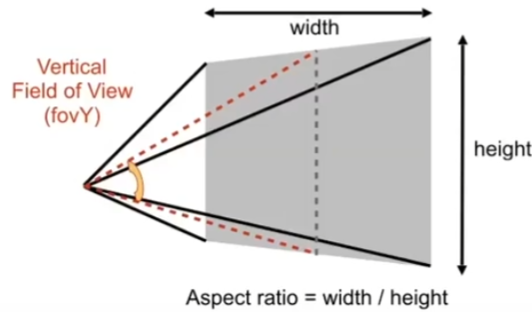 width
Vertical
Field of View
(fovY)
height
Aspect ratio = width / height